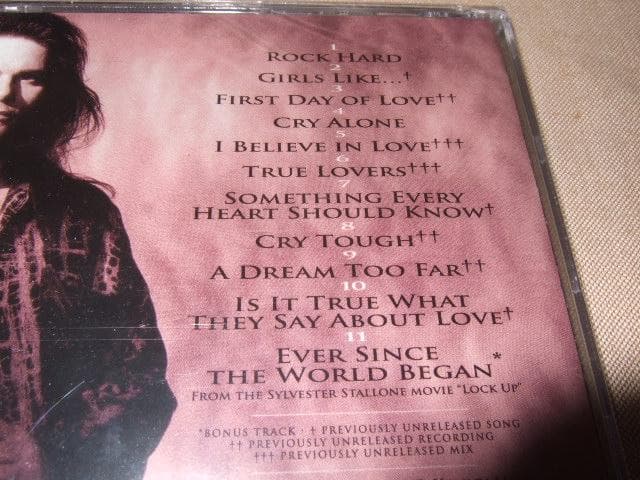 1
ROCK HARD
2
GIRLS LIKE...†
3
FIRST DAY OF LOVE††
4
CRY ALONE
5
I BELIEVE IN LOVE†††
6
TRUE LOVERS†††
7
SOMETHING EVERY
HEART SHOULD KNOW†
8
CRY TOUGH††
9
A DREAM TOO FAR††
10
IS IT TRUE WHAT
THEY SAY ABOUT LOVE†
11
EVER SINCE
THE WORLD BEGAN*
FROM THE SYLVESTER STALLONE MOVIE "LOCK UP"
*BONUS TRACK · † PREVIOUSLY UNRELEASED SONG
†† PREVIOUSLY UNRELEASED RECORDING
††† PREVIOUSLY UNRELEASED MIX